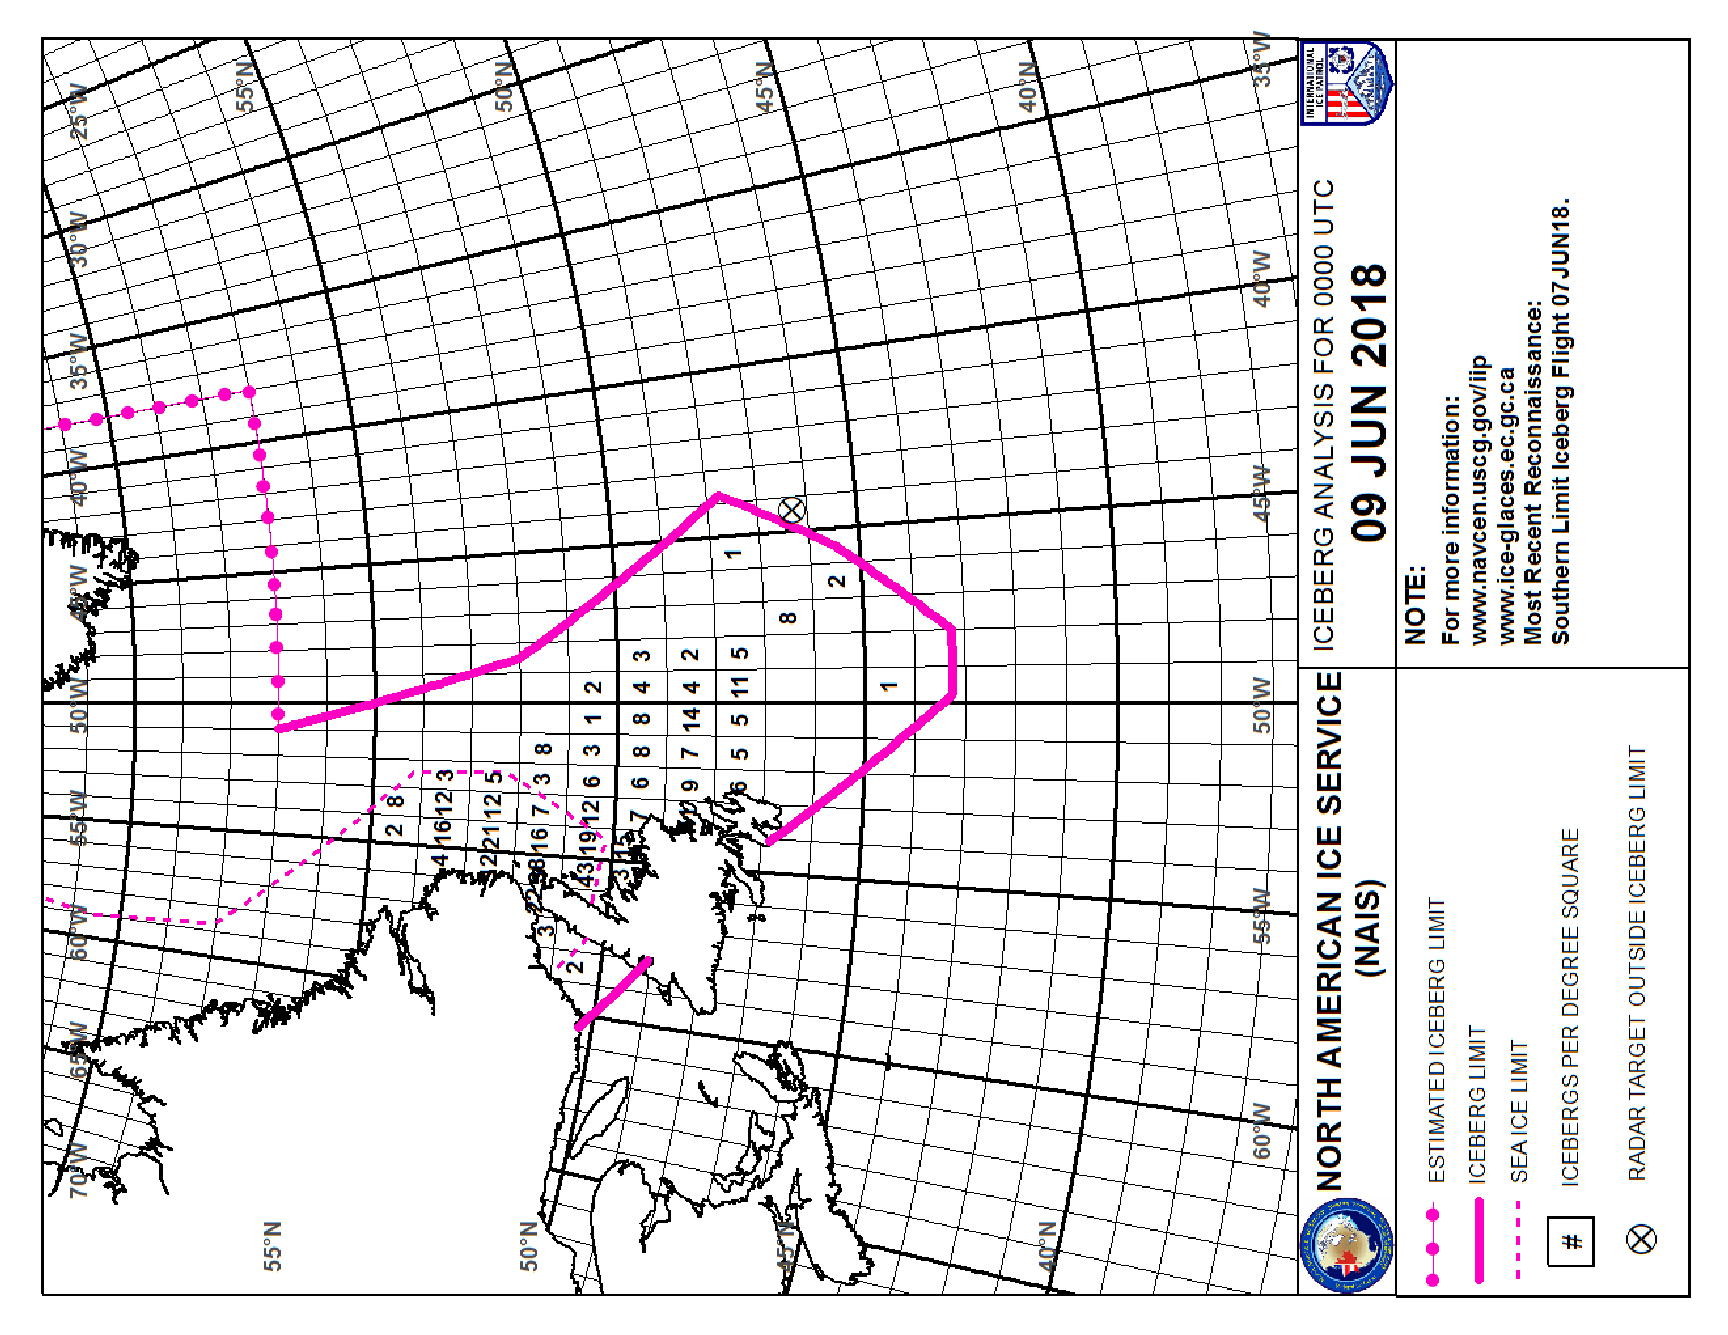 70°W 65°W 60°W 55°W 50°W 45°W 40°W 35°W 30°W 25°W
55°N 55°N
2 8
4 16 12 3
21 12 5
50°N 50°N
3 38 16 7 3 8
2 43 19 12 6 3 1 2
15 7 6 8 8 4 3
9 7 14 4 2
6 5 5 11 5 1
45°N 45°N
8
2
1
40°N 40°N
60°W 55°W 50°W 45°W 40°W 35°W
NORTH AMERICAN ICE SERVICE
(NAIS)
ICEBERG ANALYSIS FOR 0000 UTC
09 JUN 2018
INTERNATIONAL
ICE PATROL
ESTIMATED ICEBERG LIMIT
ICEBERG LIMIT
SEA ICE LIMIT
# ICEBERGS PER DEGREE SQUARE
RADAR TARGET OUTSIDE ICEBERG LIMIT
NOTE:
For more information:
www.navcen.uscg.gov/iip
www.ice-glaces.ec.gc.ca
Most Recent Reconnaissance:
Southern Limit Iceberg Flight 07JUN18.